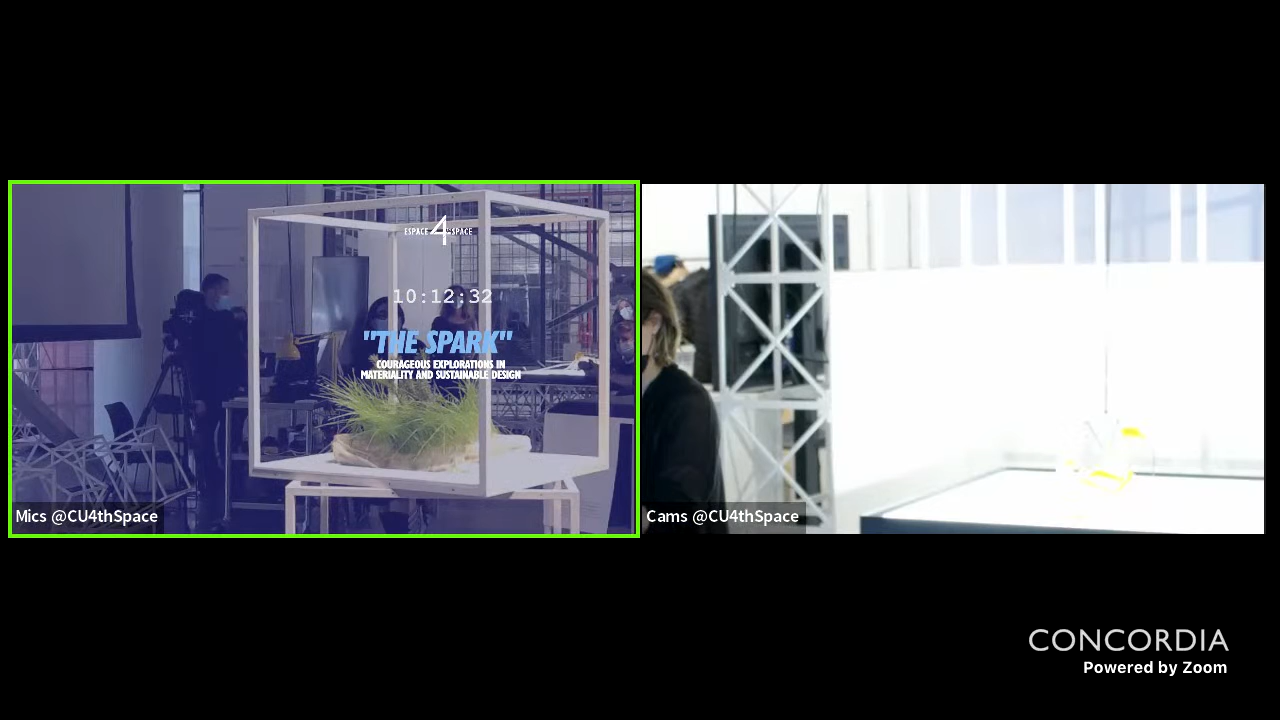 ESPACE 4 SPACE
10:12:32
"THE SPARK"
COURAGEOUS EXPLORATIONS IN
MATERIALITY AND SUSTAINABLE DESIGN
Mics @CU4thSpace
Cams @CU4thSpace
CONCORDIA
Powered by Zoom